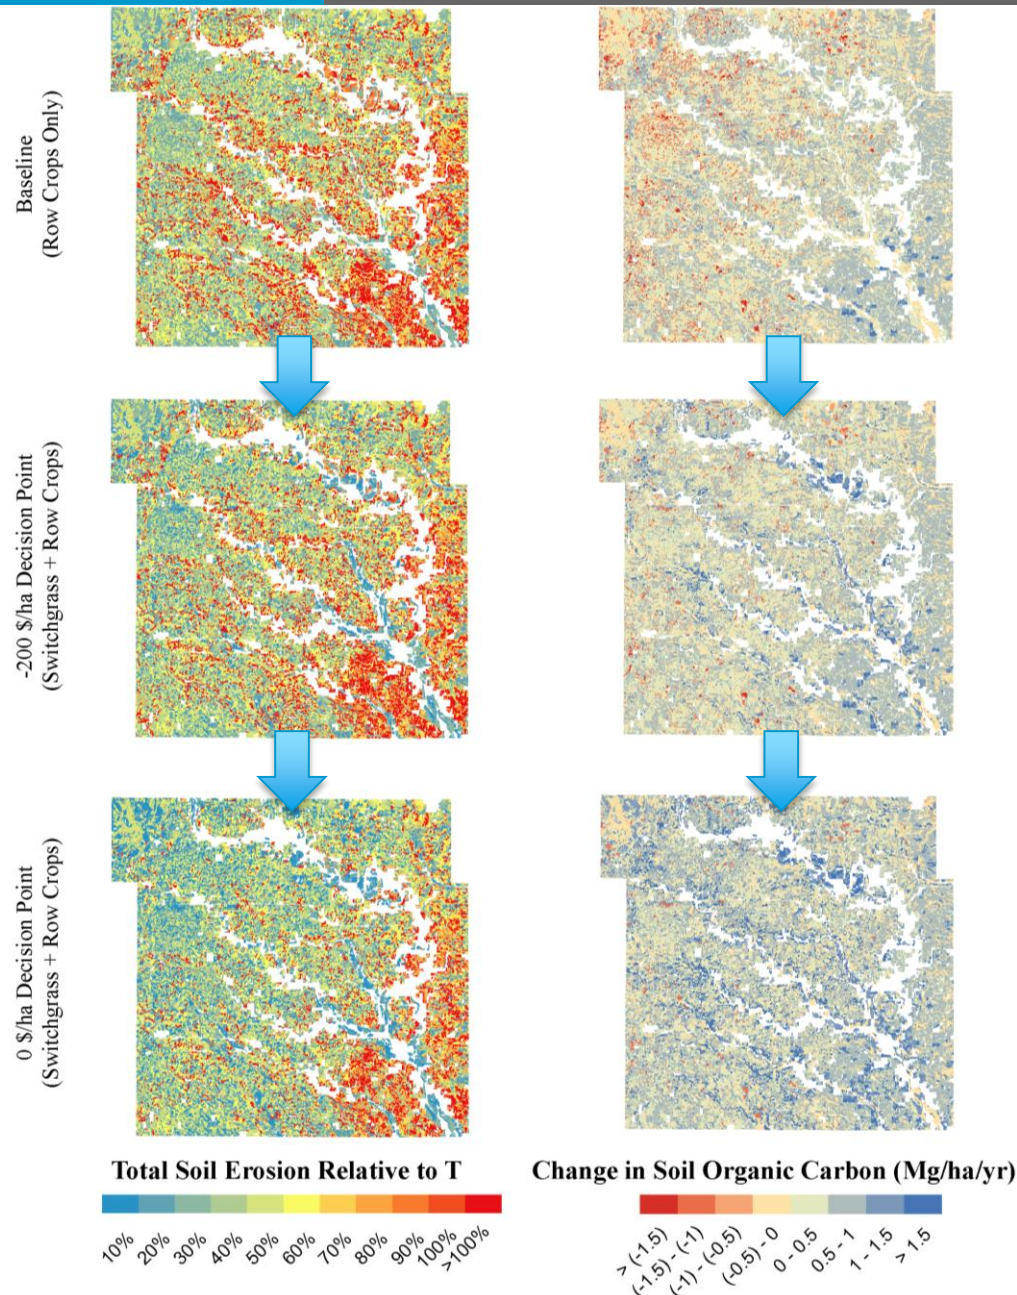 Baseline
(Row Crops Only)
-200 $/ha Decision Point
(Switchgrass + Row Crops)
0 $/ha Decision Point
(Switchgrass + Row Crops)
Total Soil Erosion Relative to T
10%
20%
30%
40%
50%
60%
70%
80%
90%
100%
>100%
Change in Soil Organic Carbon (Mg/ha/yr)
> (-1.5)
(-1.5) - (-1)
(-1) - (-0.5)
(-0.5) - 0
0 - 0.5
0.5 - 1
1 - 1.5
> 1.5